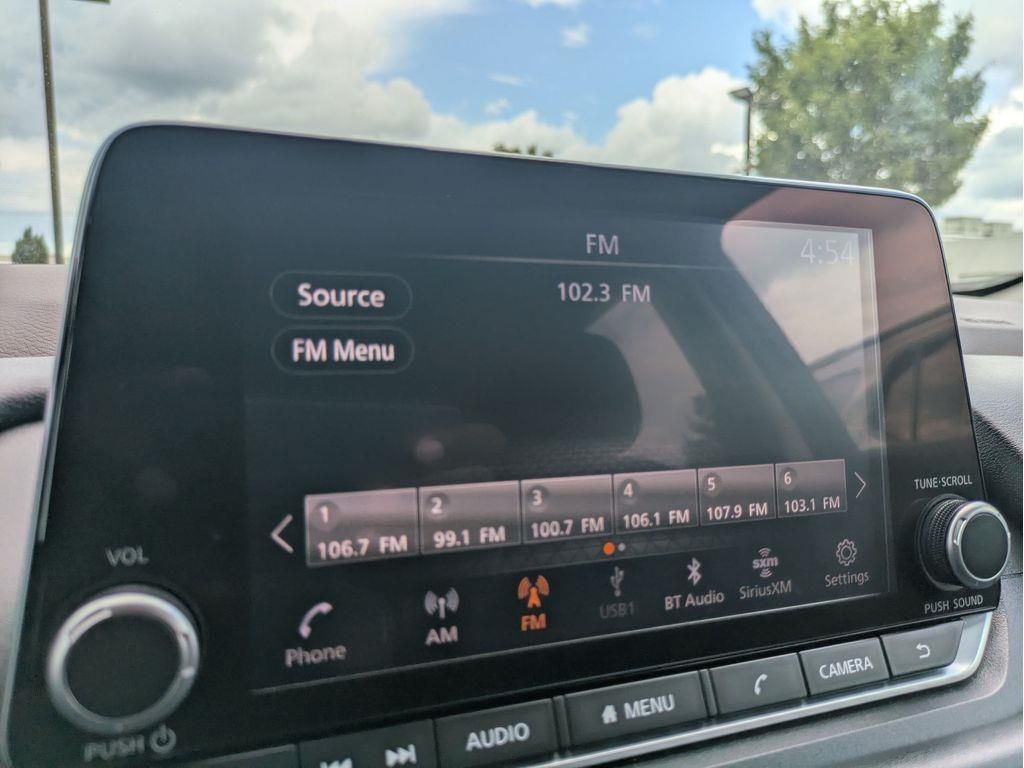 FM
4:54
Source
102.3 FM
FM Menu
1
106.7 FM
2
99.1 FM
3
100.7 FM
4
106.1 FM
5
107.9 FM
6
103.1 FM
TUNE·SCROLL
VOL
Phone
AM
FM
USB1
BT Audio
sxm
SiriusXM
Settings
PUSH SOUND
PUSH
AUDIO
MENU
CAMERA